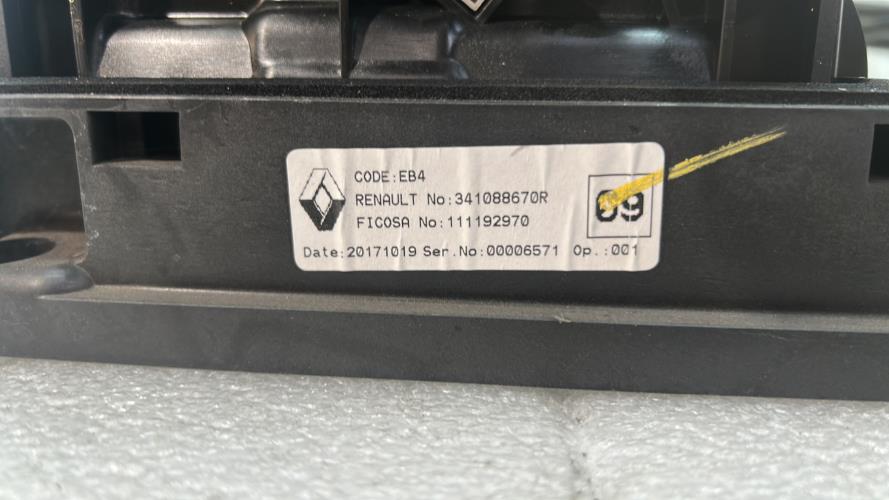 CODE:EB4
RENAULT No:341088670R
FICOSA No:111192970
09
Date:20171019 Ser.No:00006571 Op.:001